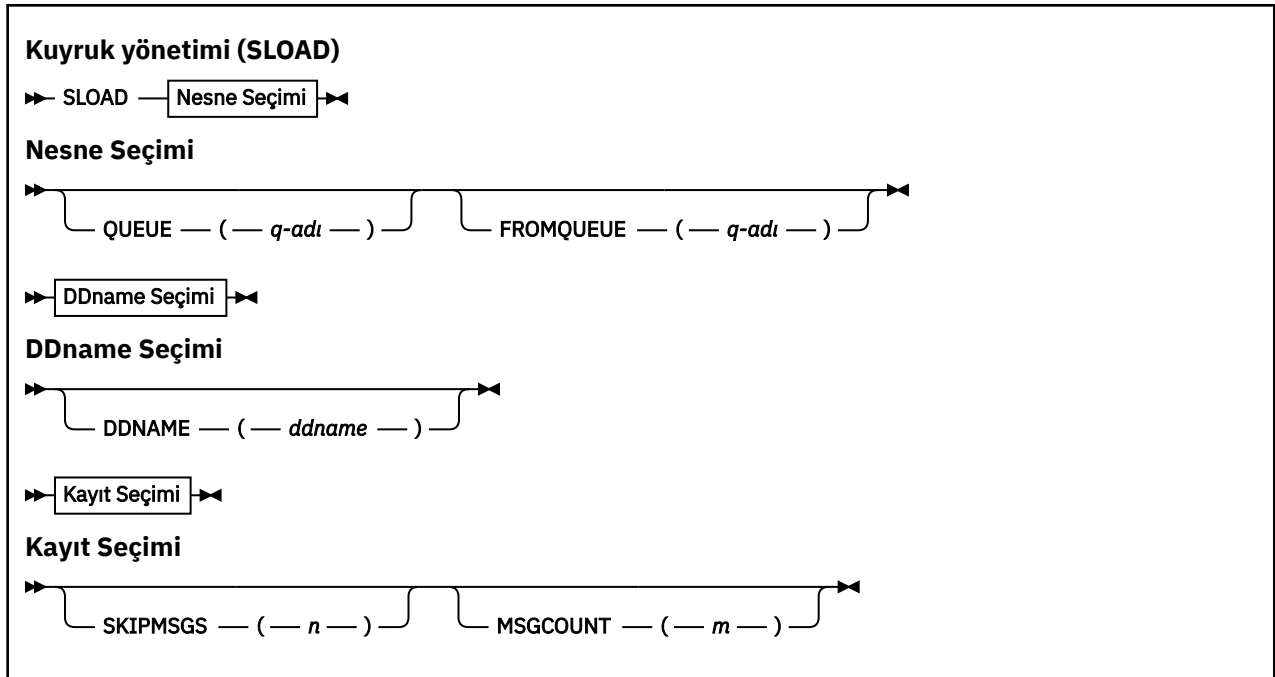 Kuyruk yönetimi (SLOAD)
SLOAD Nesne Seçimi
Nesne Seçimi
QUEUE ( q-adı ) FROMQUEUE ( q-adı )
DDname Seçimi
DDname Seçimi
DDNAME ( ddname )
Kayıt Seçimi
Kayıt Seçimi
SKIPMSGS ( n ) MSGCOUNT ( m )